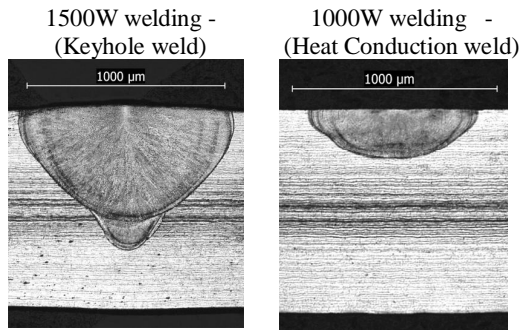 1500W welding -
(Keyhole weld)
1000W welding -
(Heat Conduction weld)
1000 µm
1000 µm